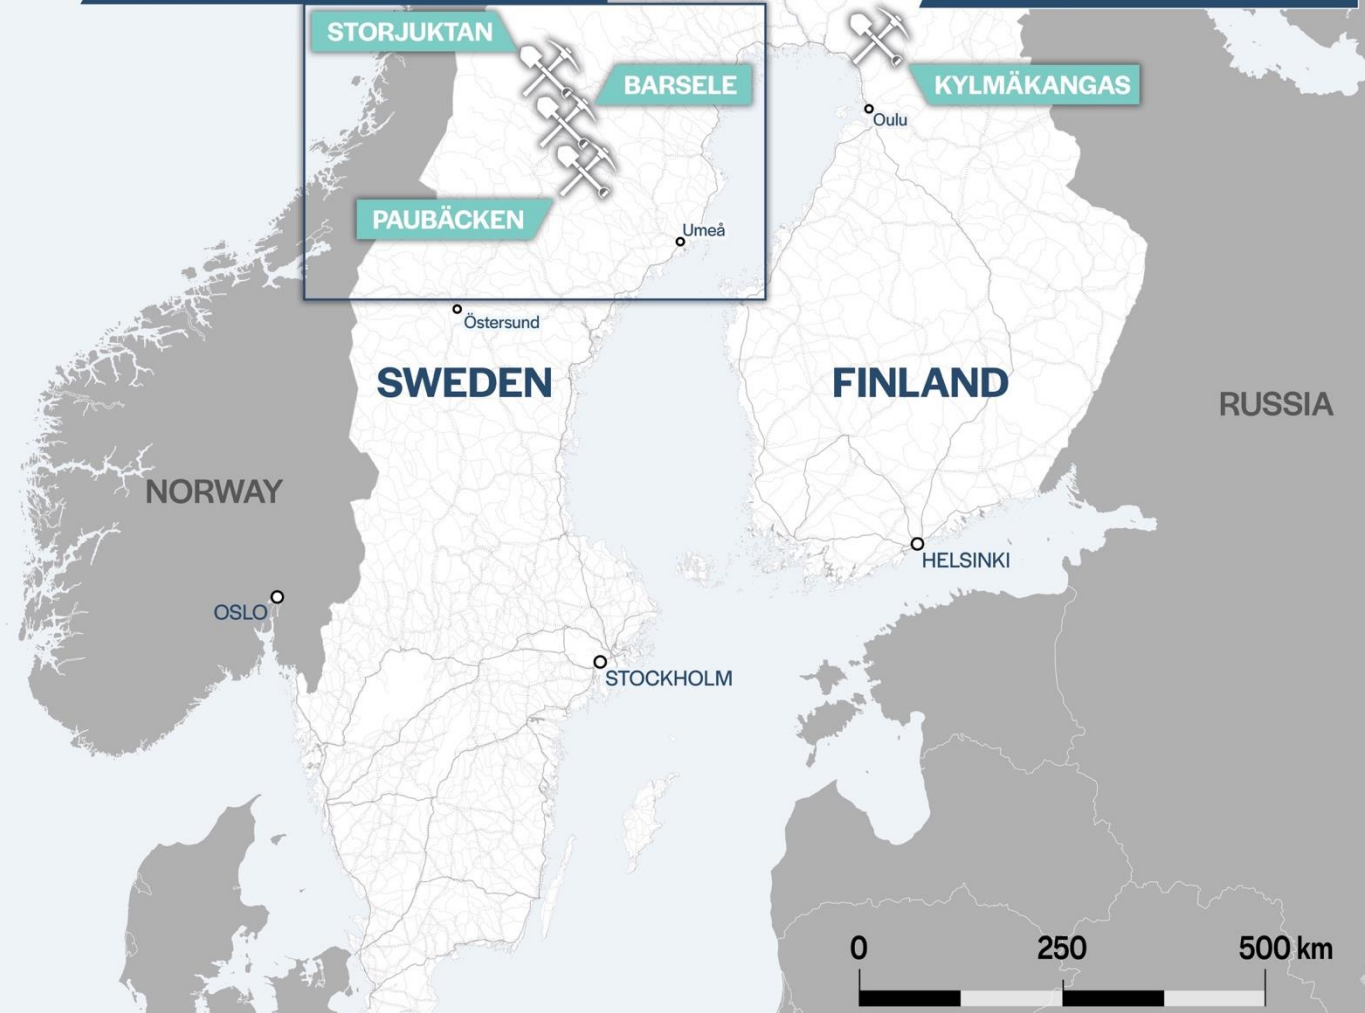 STORJUKTAN
BARSELE
KYLMÄKANGAS
Oulu
PAUBÄCKEN
Umeå
Östersund
SWEDEN
FINLAND
RUSSIA
NORWAY
HELSINKI
OSLO
STOCKHOLM
0 250 500 km